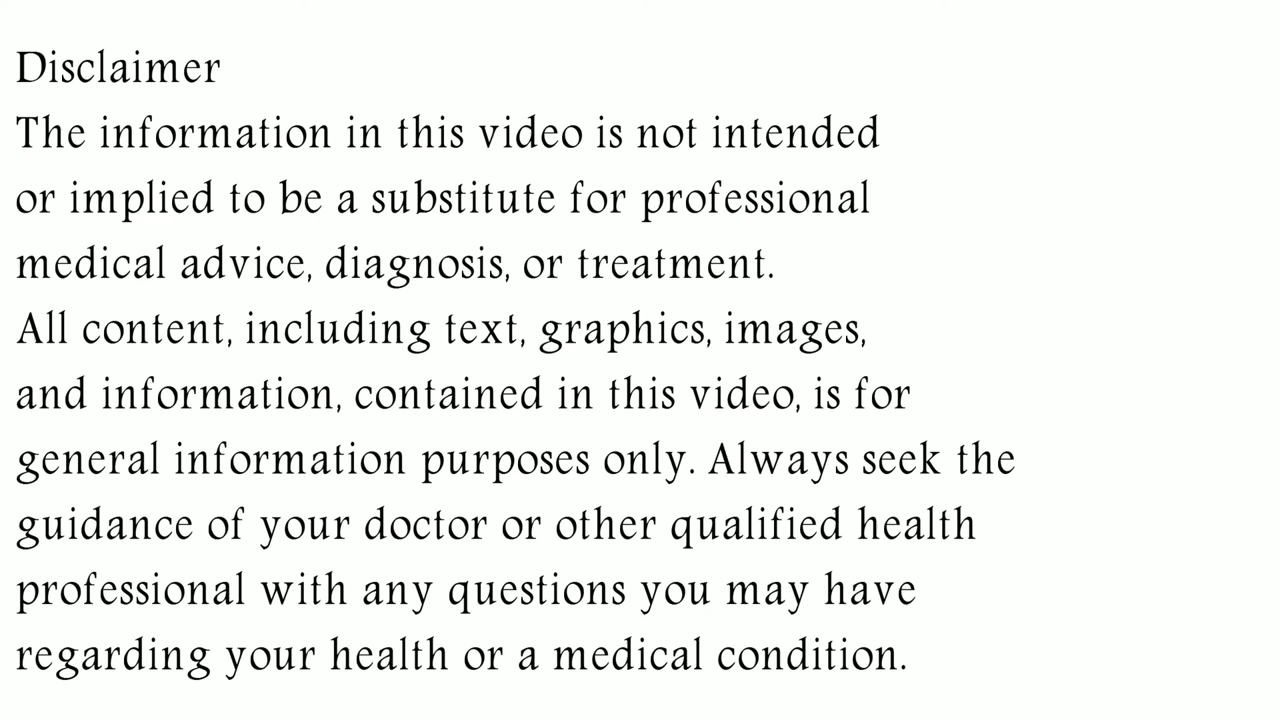 Disclaimer
The information in this video is not intended
or implied to be a substitute for professional
medical advice, diagnosis, or treatment.
All content, including text, graphics, images,
and information, contained in this video, is for
general information purposes only. Always seek the
guidance of your doctor or other qualified health
professional with any questions you may have
regarding your health or a medical condition.